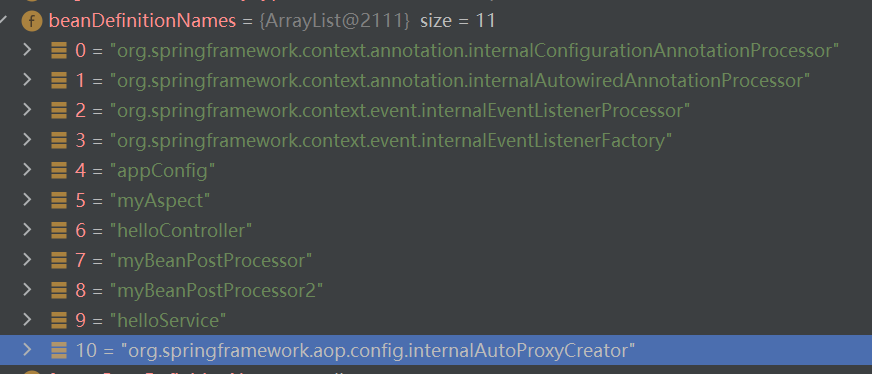 beanDefinitionNames = {ArrayList@2111} size = 11
0 = "org.springframework.context.annotation.internalConfigurationAnnotationProcessor"
1 = "org.springframework.context.annotation.internalAutowiredAnnotationProcessor"
2 = "org.springframework.context.event.internalEventListenerProcessor"
3 = "org.springframework.context.event.internalEventListenerFactory"
4 = "appConfig"
5 = "myAspect"
6 = "helloController"
7 = "myBeanPostProcessor"
8 = "myBeanPostProcessor2"
9 = "helloService"
10 = "org.springframework.aop.config.internalAutoProxyCreator"